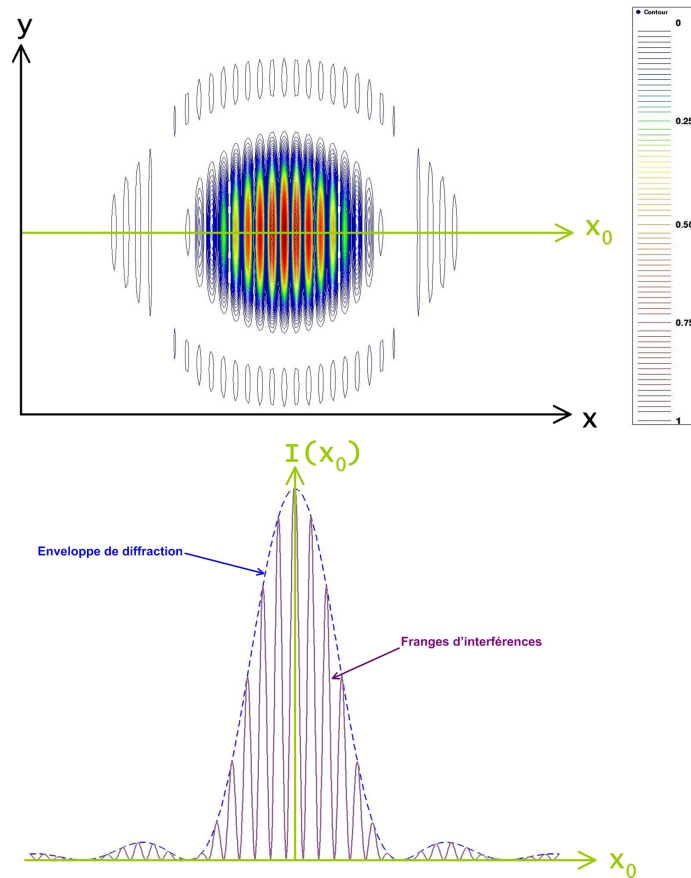 y
Contour
0
0.25
x₀
0.50
0.75
x
1
I(x₀)
Enveloppe de diffraction
Franges d'interférences
x₀